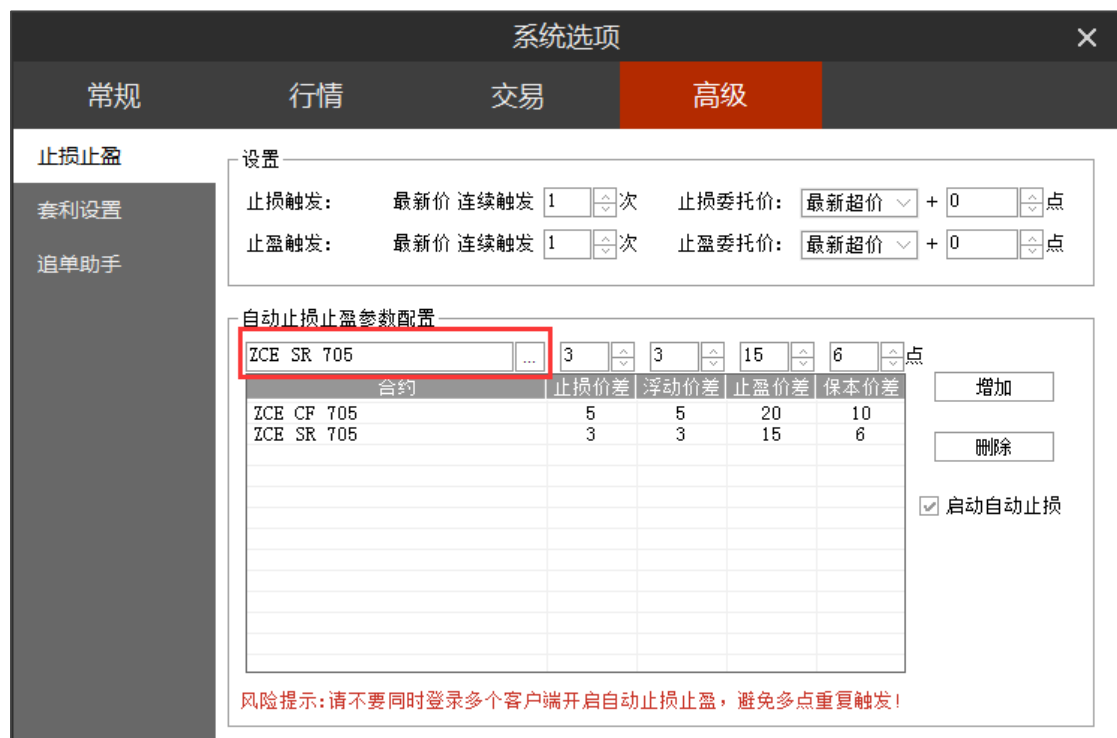 系统选项
常规 行情 交易 高级
止损止盈
套利设置
追单助手
设置
止损触发: 最新价 连续触发 1 次 止损委托价: 最新超价 + 0 点
止盈触发: 最新价 连续触发 1 次 止盈委托价: 最新超价 + 0 点
自动止损止盈参数配置
ZCE SR 705 ... 3 3 15 6 点
合约 止损价差 浮动价差 止盈价差 保本价差
ZCE CF 705 5 5 20 10
ZCE SR 705 3 3 15 6
增加
删除
启动自动止损
风险提示:请不要同时登录多个客户端开启自动止损止盈，避免多点重复触发!